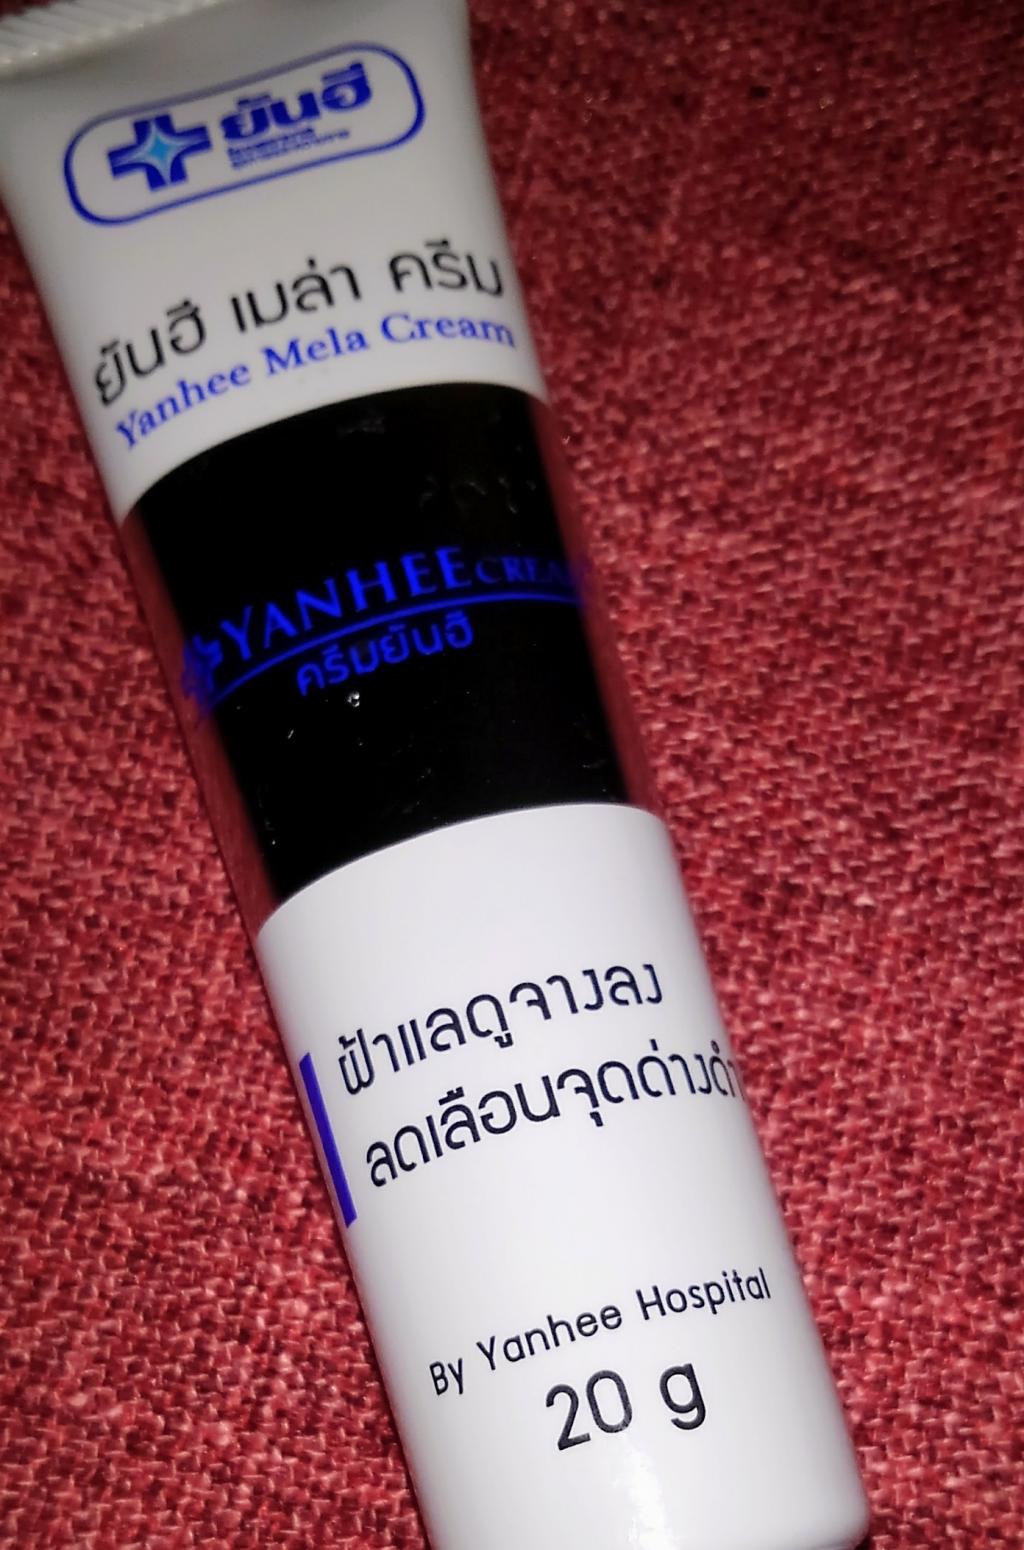 ยันฮี
ยันฮี เมล่า ครีม
Yanhee Mela Cream
YANHEE CREAM
ครีมยันฮี
ฝ้าแลดูจางลง
ลดเลือนจุดด่างดำ
By Yanhee Hospital
20 g